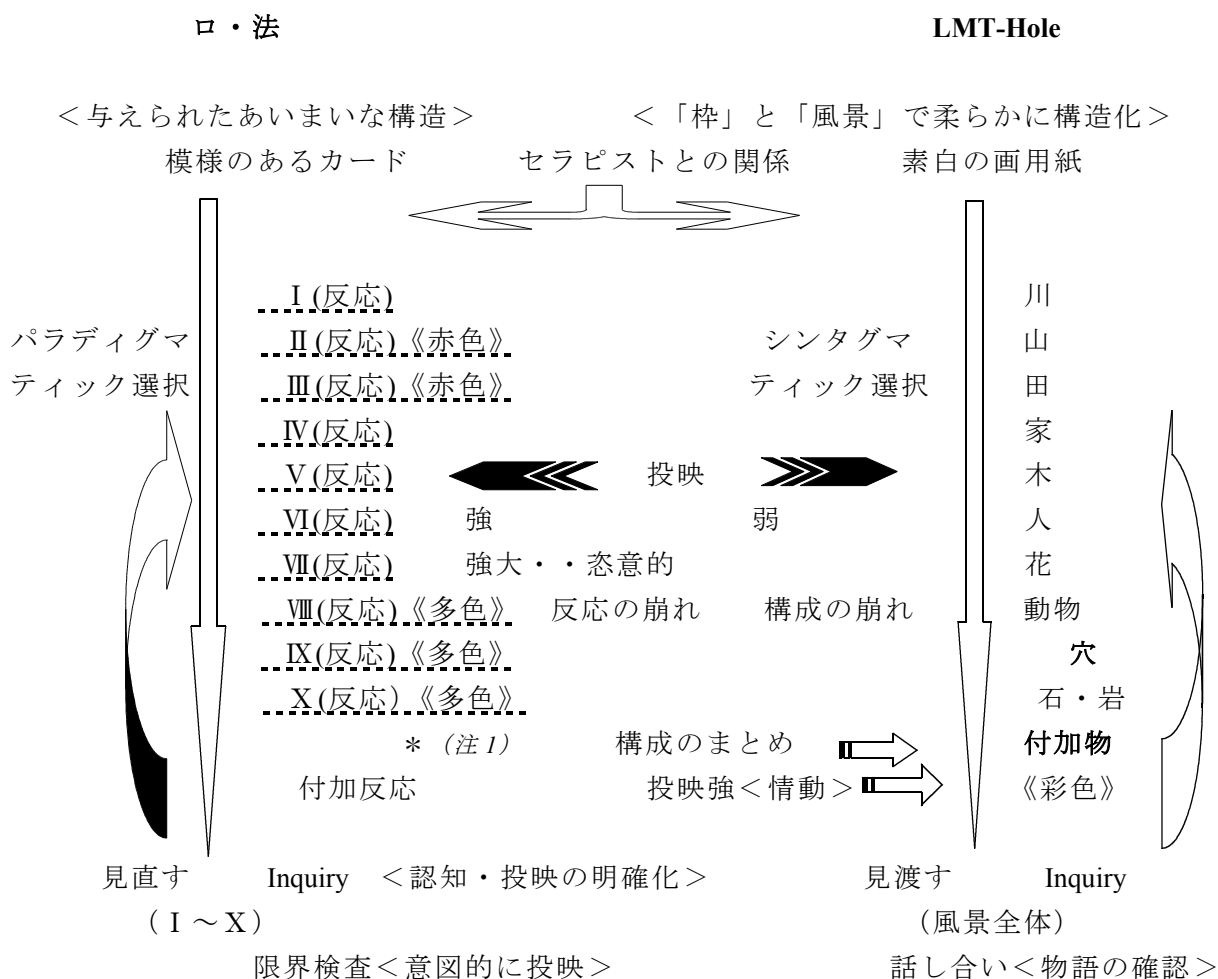 ロ・法 LMT-Hole
＜与えられたあいまいな構造＞ ＜「枠」と「風景」で柔らかに構造化＞
模様のあるカード セラピストとの関係 素白の画用紙
Ⅰ(反応) 川
パラディグマ Ⅱ(反応)《赤色》 シンタグマ 山
ティック選択 Ⅲ(反応)《赤色》 ティック選択 田
Ⅳ(反応) 家
Ⅴ(反応) 投映 木
Ⅵ(反応) 強 弱 人
Ⅶ(反応) 強大・・恣意的 花
Ⅷ(反応)《多色》 反応の崩れ 構成の崩れ 動物
Ⅸ(反応)《多色》 穴
Ⅹ(反応）《多色》 石・岩
＊（注1） 構成のまとめ 付加物
付加反応 投映強＜情動＞ 《彩色》
見直す Inquiry ＜認知・投映の明確化＞ 見渡す Inquiry
（Ⅰ～Ⅹ） （風景全体）
限界検査＜意図的に投映＞ 話し合い＜物語の確認＞